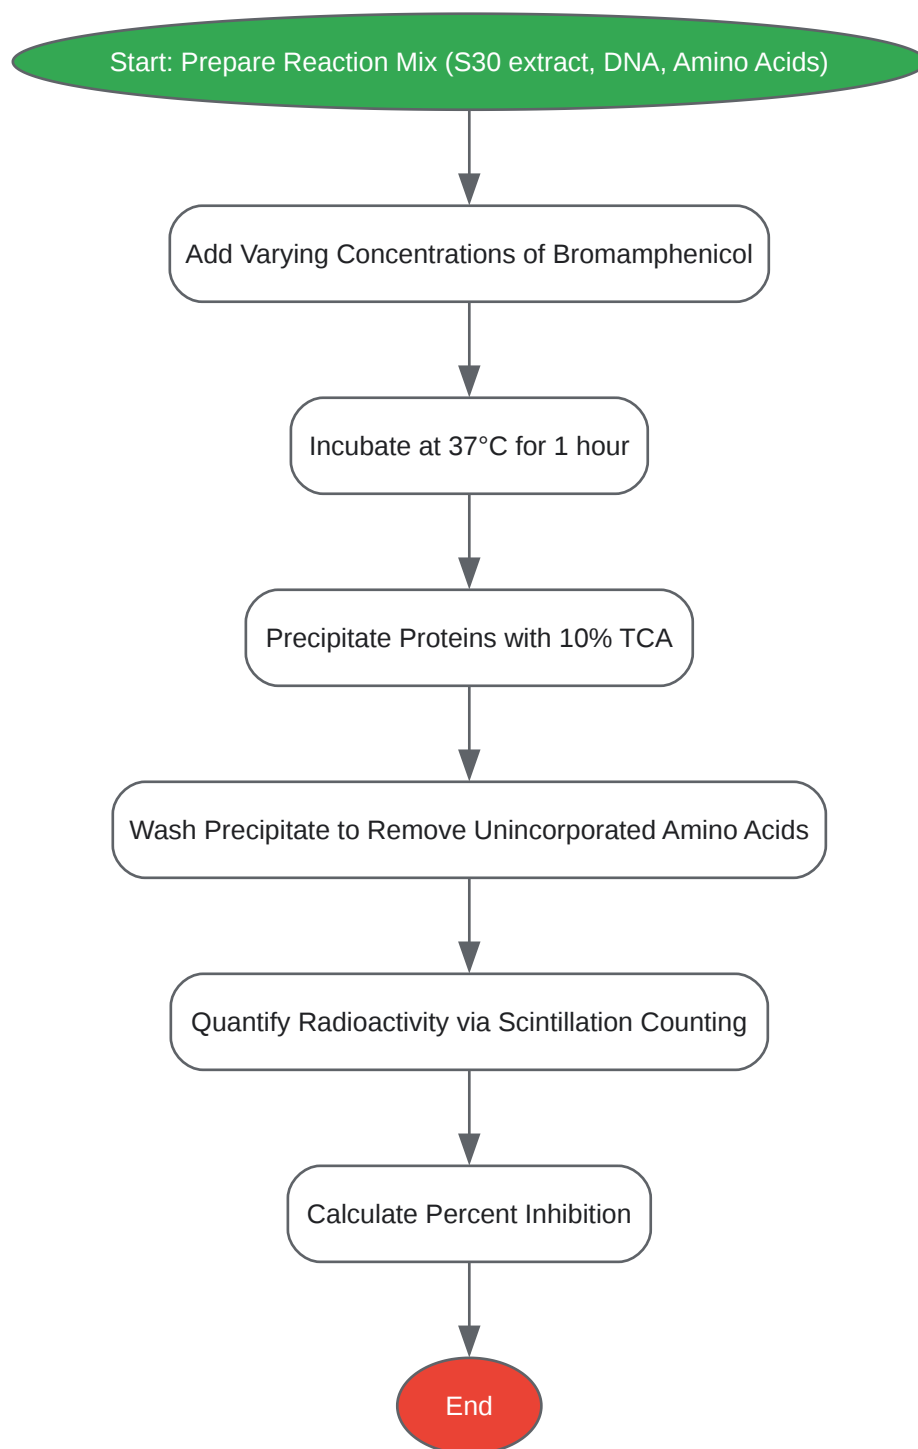 Start: Prepare Reaction Mix (S30 extract, DNA, Amino Acids)
Add Varying Concentrations of Bromamphenicol
Incubate at 37°C for 1 hour
Precipitate Proteins with 10% TCA
Wash Precipitate to Remove Unincorporated Amino Acids
Quantify Radioactivity via Scintillation Counting
Calculate Percent Inhibition
End